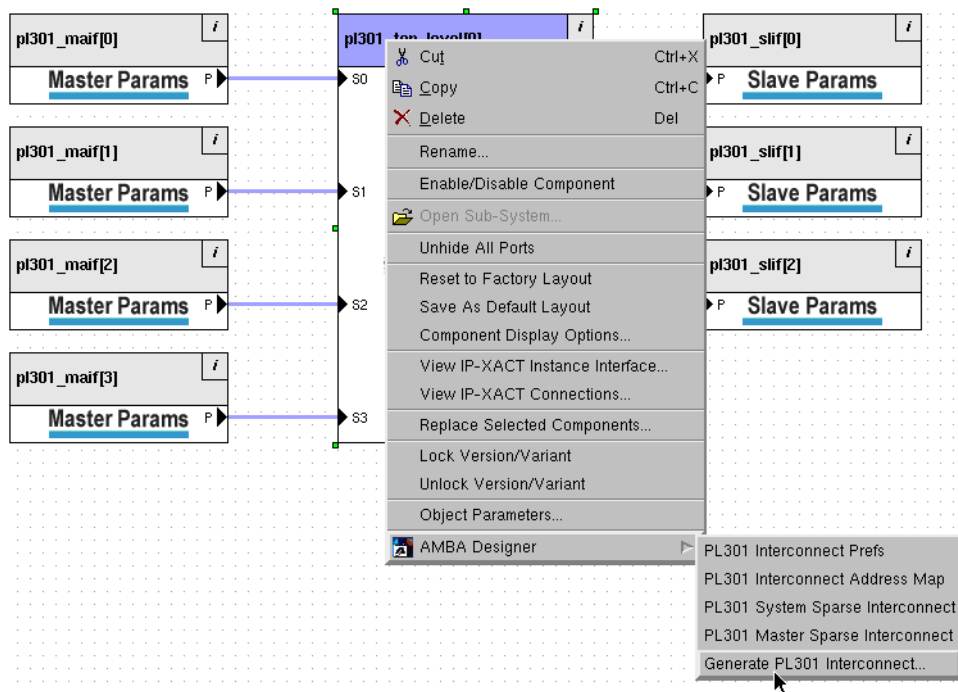 pl301_maif[0]
i
Master Params P
pl301_maif[1]
i
Master Params P
pl301_maif[2]
i
Master Params P
pl301_maif[3]
i
Master Params P
pl301_top_level[0]
i
S0
S1
S2
S3
pl301_slif[0]
i
P Slave Params
pl301_slif[1]
i
P Slave Params
pl301_slif[2]
i
P Slave Params
Cut Ctrl+X
Copy Ctrl+C
Delete Del
Rename...
Enable/Disable Component
Open Sub-System...
Unhide All Ports
Reset to Factory Layout
Save As Default Layout
Component Display Options...
View IP-XACT Instance Interface...
View IP-XACT Connections...
Replace Selected Components...
Lock Version/Variant
Unlock Version/Variant
Object Parameters...
AMBA Designer
PL301 Interconnect Prefs
PL301 Interconnect Address Map
PL301 System Sparse Interconnect
PL301 Master Sparse Interconnect
Generate PL301 Interconnect...